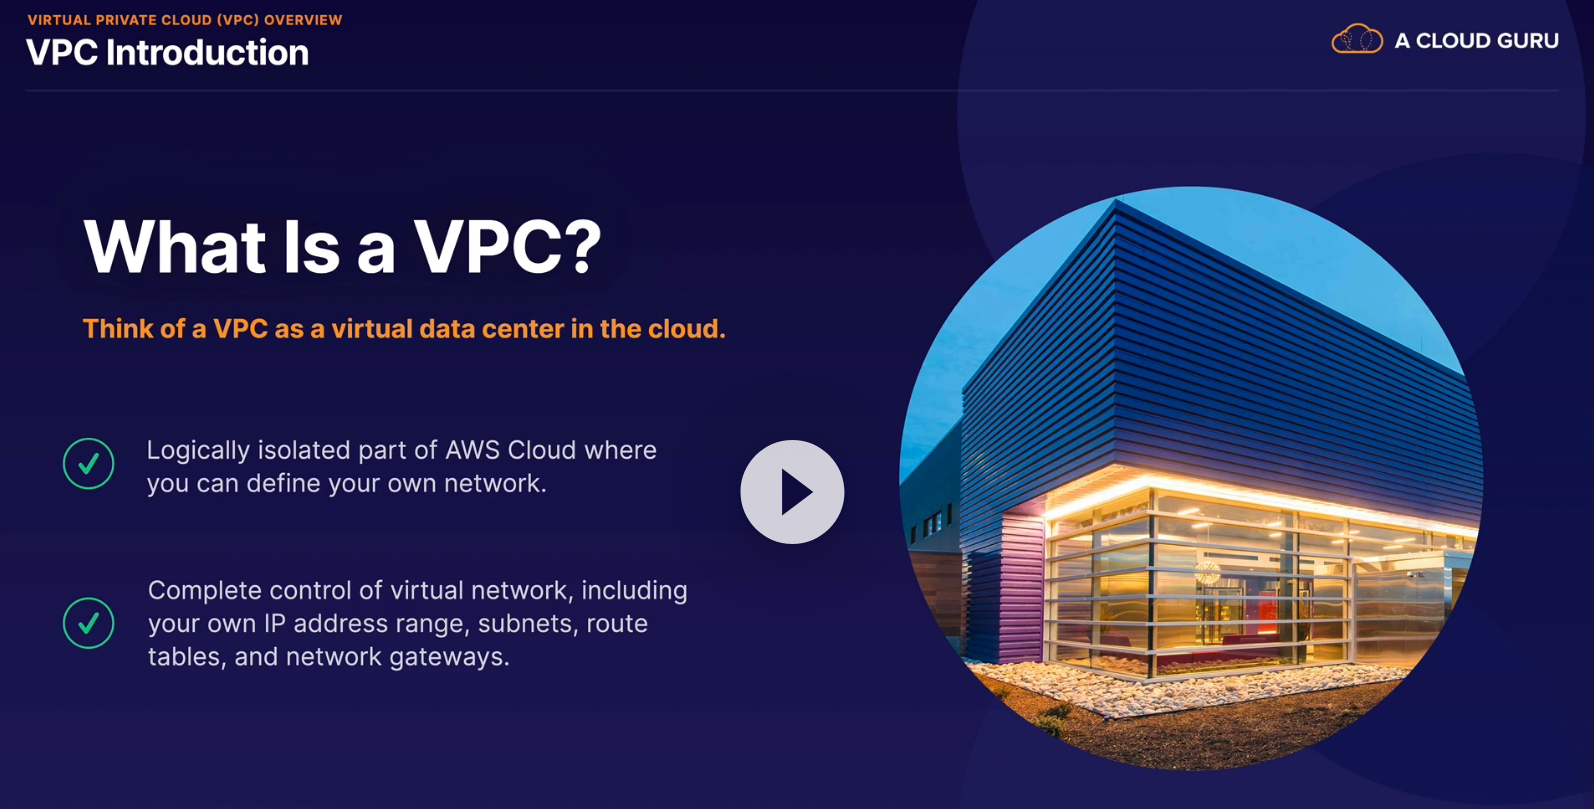 VIRTUAL PRIVATE CLOUD (VPC) OVERVIEW
VPC Introduction
A CLOUD GURU
What Is a VPC?
Think of a VPC as a virtual data center in the cloud.
Logically isolated part of AWS Cloud where
you can define your own network.
Complete control of virtual network, including
your own IP address range, subnets, route
tables, and network gateways.